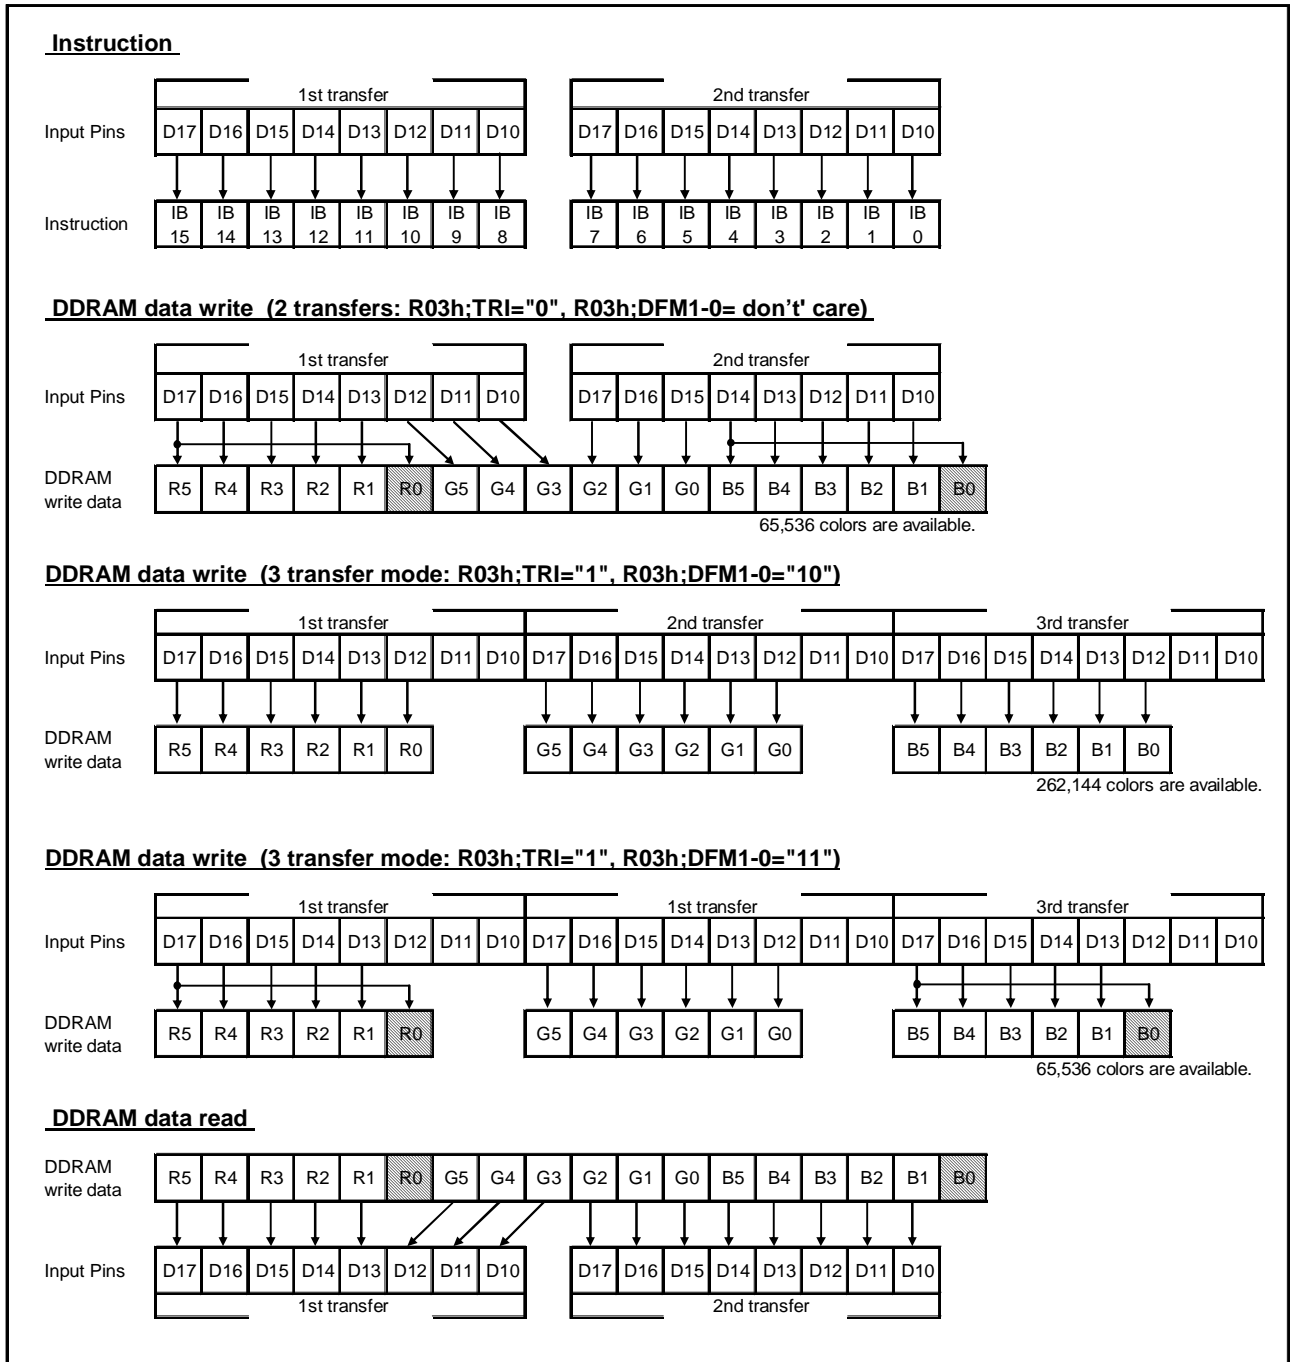 Instruction
1st transfer 2nd transfer
Input Pins D17 D16 D15 D14 D13 D12 D11 D10 D17 D16 D15 D14 D13 D12 D11 D10
Instruction IB 15 IB 14 IB 13 IB 12 IB 11 IB 10 IB 9 IB 8 IB 7 IB 6 IB 5 IB 4 IB 3 IB 2 IB 1 IB 0
DDRAM data write (2 transfers: R03h;TRI="0", R03h;DFM1-0= don’t' care)
1st transfer 2nd transfer
Input Pins D17 D16 D15 D14 D13 D12 D11 D10 D17 D16 D15 D14 D13 D12 D11 D10
DDRAM write data R5 R4 R3 R2 R1 R0 G5 G4 G3 G2 G1 G0 B5 B4 B3 B2 B1 B0
65,536 colors are available.
DDRAM data write (3 transfer mode: R03h;TRI="1", R03h;DFM1-0="10")
1st transfer 2nd transfer 3rd transfer
Input Pins D17 D16 D15 D14 D13 D12 D11 D10 D17 D16 D15 D14 D13 D12 D11 D10 D17 D16 D15 D14 D13 D12 D11 D10
DDRAM write data R5 R4 R3 R2 R1 R0 G5 G4 G3 G2 G1 G0 B5 B4 B3 B2 B1 B0
262,144 colors are available.
DDRAM data write (3 transfer mode: R03h;TRI="1", R03h;DFM1-0="11")
1st transfer 1st transfer 3rd transfer
Input Pins D17 D16 D15 D14 D13 D12 D11 D10 D17 D16 D15 D14 D13 D12 D11 D10 D17 D16 D15 D14 D13 D12 D11 D10
DDRAM write data R5 R4 R3 R2 R1 R0 G5 G4 G3 G2 G1 G0 B5 B4 B3 B2 B1 B0
65,536 colors are available.
DDRAM data read
DDRAM write data R5 R4 R3 R2 R1 R0 G5 G4 G3 G2 G1 G0 B5 B4 B3 B2 B1 B0
Input Pins D17 D16 D15 D14 D13 D12 D11 D10 D17 D16 D15 D14 D13 D12 D11 D10
1st transfer 2nd transfer